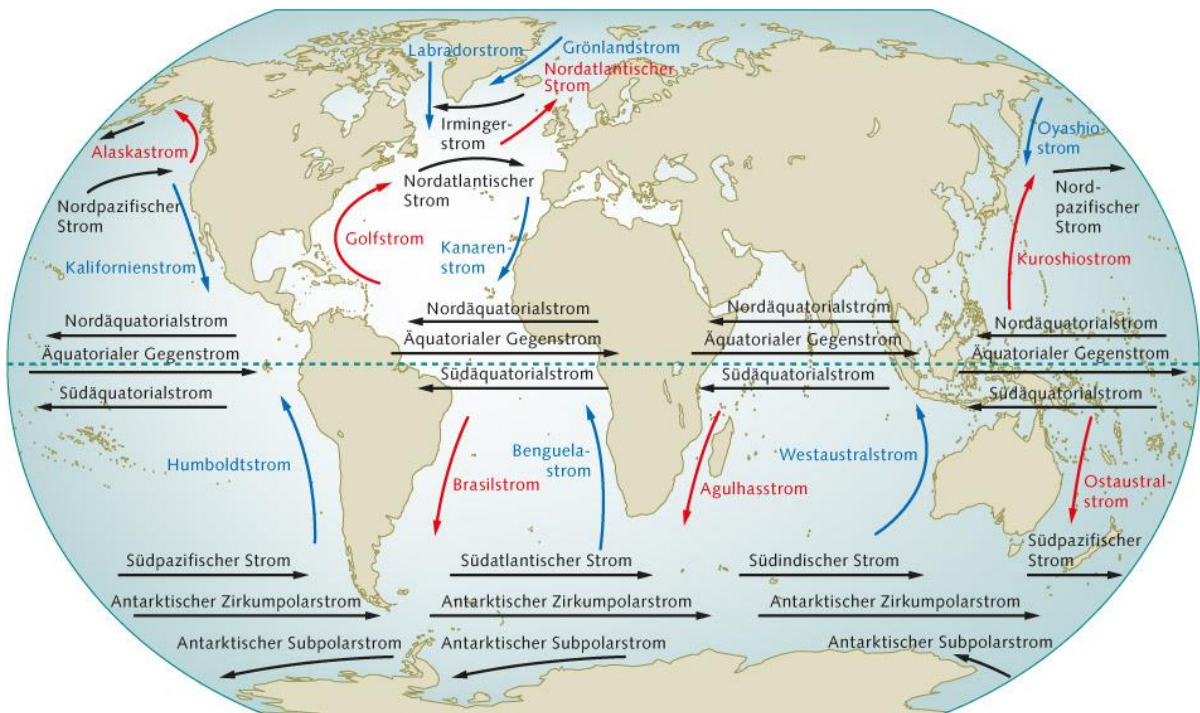 Labradorstrom
Grönlandstrom
Nordatlantischer
Strom
Irminger-
strom
Alaskastrom
Nordpazifischer
Strom
Nordatlantischer
Strom
Oyashio-
strom
Nord-
pazifischer
Strom
Golfstrom
Kanaren-
strom
Kuroshiostrom
Kalifornienstrom
Nordäquatorialstrom
Nordäquatorialstrom
Nordäquatorialstrom
Nordäquatorialstrom
Äquatorialer Gegenstrom
Äquatorialer Gegenstrom
Äquatorialer Gegenstrom
Äquatorialer Gegenstrom
Südäquatorialstrom
Südäquatorialstrom
Südäquatorialstrom
Südäquatorialstrom
Humboldtstrom
Brasilstrom
Benguela-
strom
Agulhasstrom
Westaustralstrom
Ostaustral-
strom
Südpazifischer Strom
Südatlantischer Strom
Südindischer Strom
Südpazifischer
Strom
Antarktischer Zirkumpolarstrom
Antarktischer Zirkumpolarstrom
Antarktischer Zirkumpolarstrom
Antarktischer Subpolarstrom
Antarktischer Subpolarstrom
Antarktischer Subpolarstrom